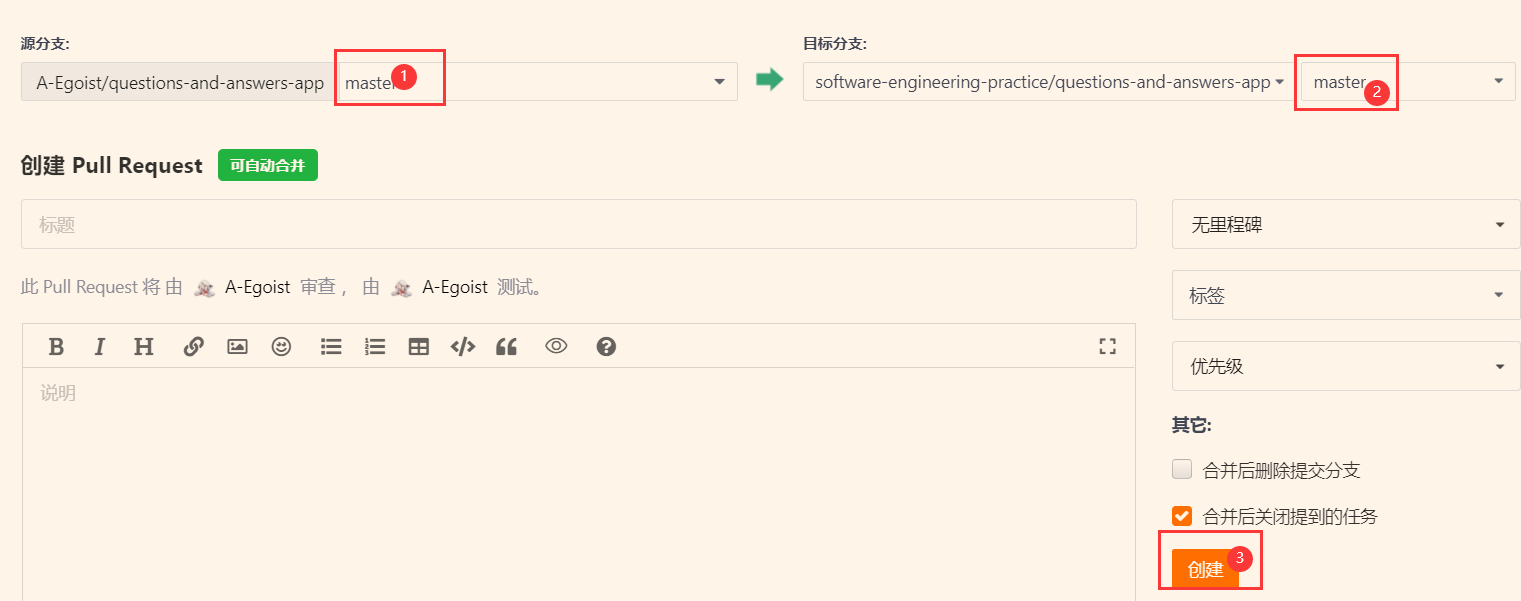 源分支:
目标分支:
A-Egoist/questions-and-answers-app master 1
software-engineering-practice/questions-and-answers-app master 2
创建 Pull Request 可自动合并
标题
无里程碑
此 Pull Request 将 由 A-Egoist 审查 ， 由 A-Egoist 测试。
标签
B I H
优先级
说明
其它:
合并后删除提交分支
合并后关闭提到的任务
创建 3